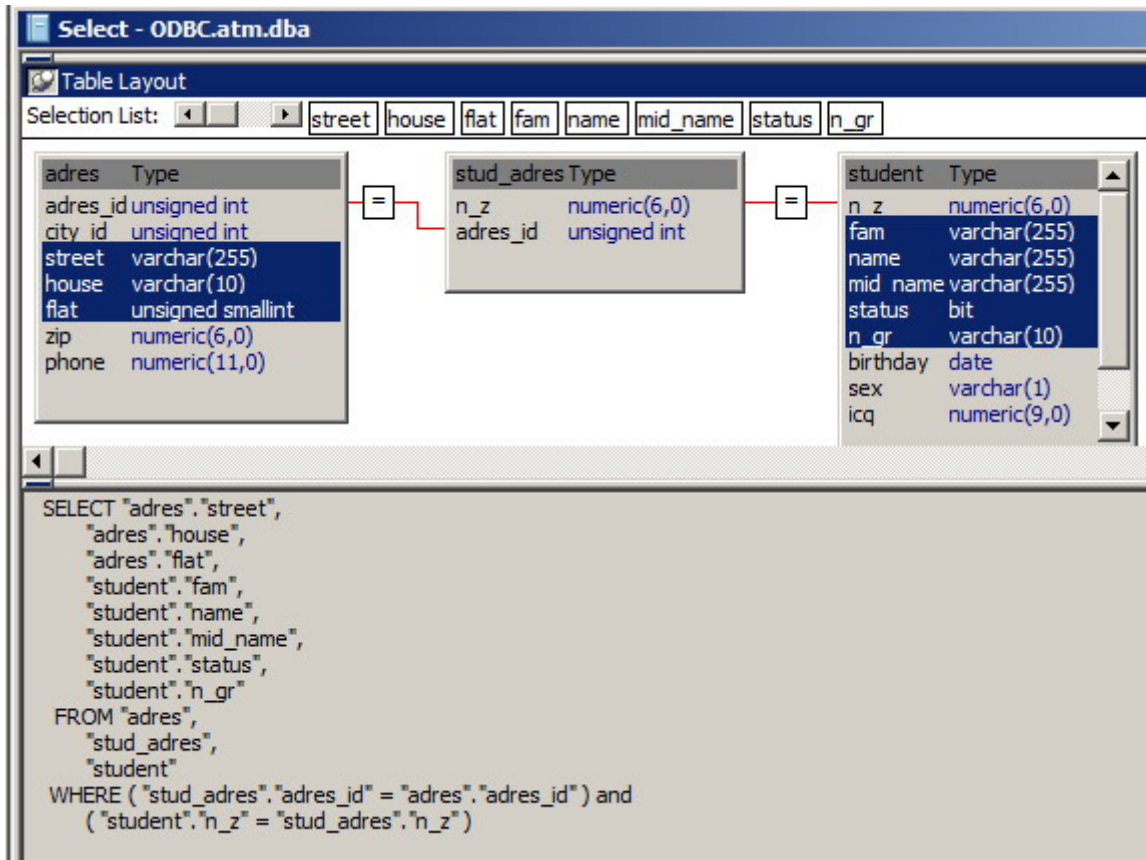 Select - ODBC.atm.dba
Table Layout
Selection List: street house flat fam name mid_name status n_gr
adres Type
adres_id unsigned int
city_id unsigned int
street varchar(255)
house varchar(10)
flat unsigned smallint
zip numeric(6,0)
phone numeric(11,0)
=
stud_adres Type
n_z numeric(6,0)
adres_id unsigned int
=
student Type
n_z numeric(6,0)
fam varchar(255)
name varchar(255)
mid_name varchar(255)
status bit
n_gr varchar(10)
birthday date
sex varchar(1)
icq numeric(9,0)
SELECT "adres"."street",
"adres"."house",
"adres"."flat",
"student"."fam",
"student"."name",
"student"."mid_name",
"student"."status",
"student"."n_gr"
FROM "adres",
"stud_adres",
"student"
WHERE ( "stud_adres"."adres_id" = "adres"."adres_id" ) and
( "student"."n_z" = "stud_adres"."n_z" )